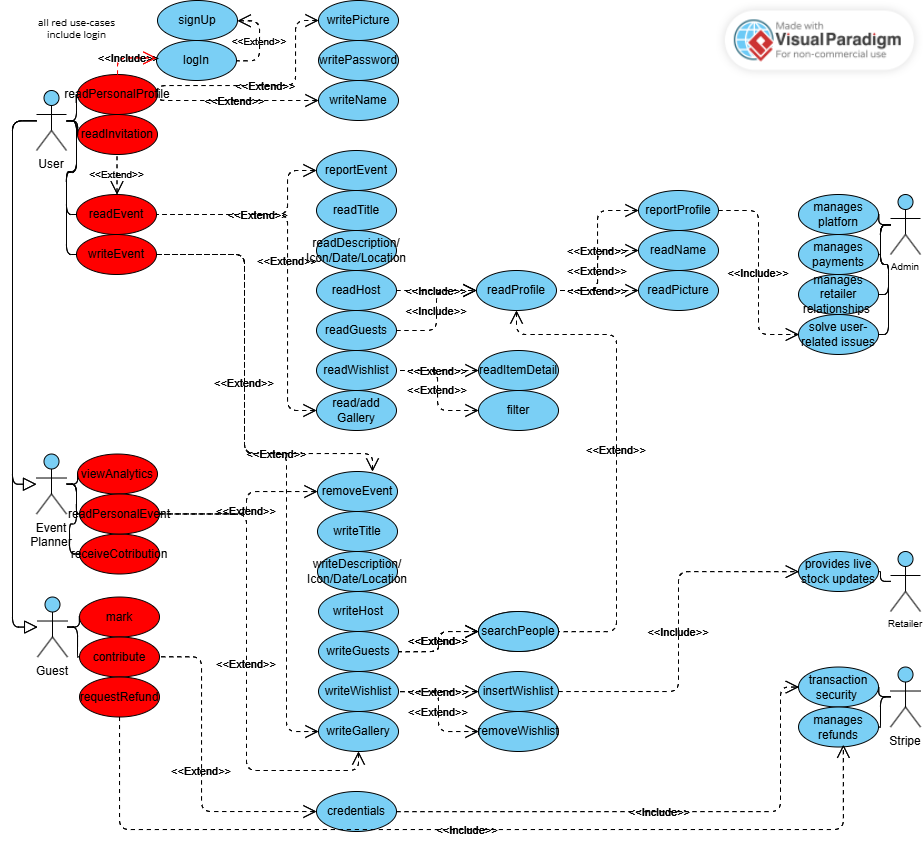 all red use-cases
include login
signUp
logIn
<<Extend>>
<<Include>>
writePicture
writePassword
writeName
<<Extend>>
<<Extend>>
Made with
VisualParadigm
For non-commercial use
readPersonalProfile
readInvitation
User
<<Extend>>
readEvent
writeEvent
<<Extend>>
<<Extend>>
reportEvent
readTitle
readDescription/
Icon/Date/Location
readHost
readGuests
readWishlist
read/add
Gallery
<<Include>>
<<Include>>
readProfile
<<Extend>>
<<Extend>>
<<Extend>>
reportProfile
readName
readPicture
<<Include>>
manages
platforn
manages
payments
manages
retailer
relationships
solve user-
related issues
Admin
<<Extend>>
<<Extend>>
readItemDetail
filter
<<Extend>>
<<Extend>>
<<Extend>>
viewAnalytics
readPersonalEvent
receiveCotribution
Event
Planner
<<Extend>>
removeEvent
writeTitle
writeDescription/
Icon/Date/Location
writeHost
writeGuests
writeWishlist
writeGallery
<<Extend>>
searchPeople
<<Extend>>
<<Extend>>
<<Extend>>
insertWishlist
removeWishlist
<<Include>>
provides live
stock updates
Retailer
mark
contribute
requestRefund
Guest
<<Extend>>
transaction
security
manages
refunds
Stripe
<<Extend>>
credentials
<<Include>>
<<Include>>